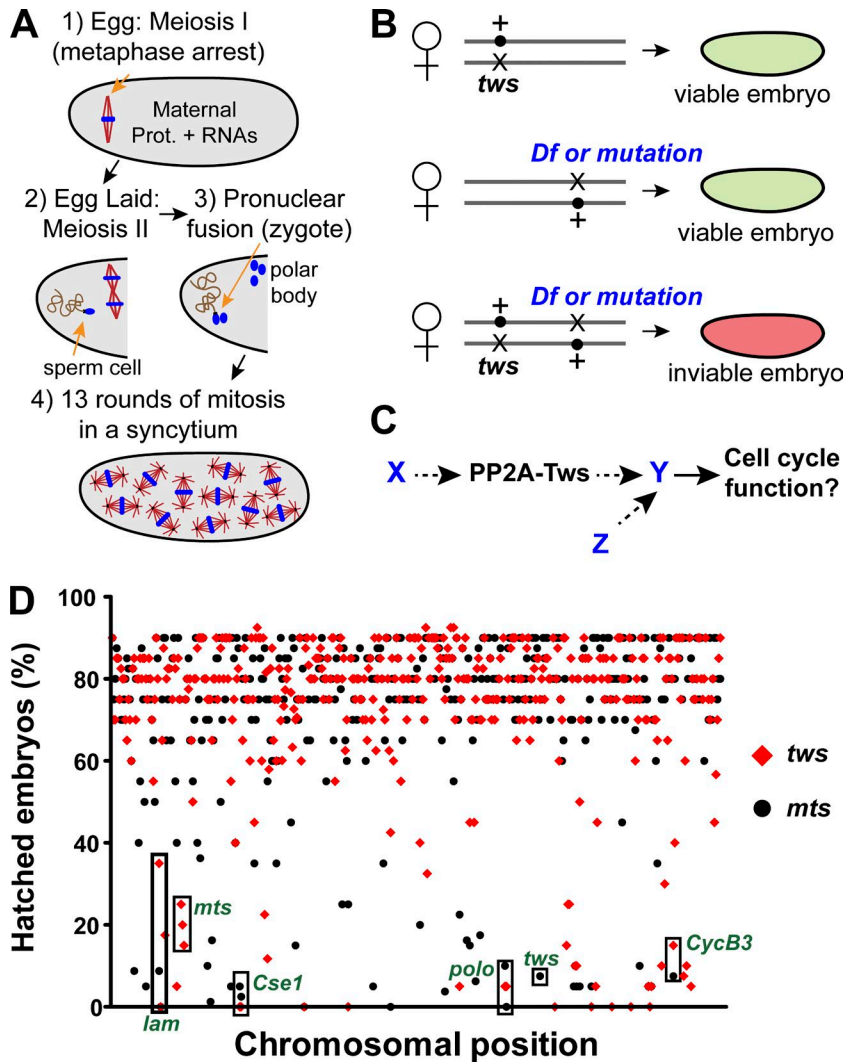 A
1) Egg: Meiosis I
(metaphase arrest)
Maternal
Prot. + RNAs
2) Egg Laid:
Meiosis II
3) Pronuclear
fusion (zygote)
polar
body
sperm cell
4) 13 rounds of mitosis
in a syncytium
B
+
X
tws
viable embryo
Df or mutation
X
+
viable embryo
Df or mutation
+
X
X
tws
+
inviable embryo
C
X
PP2A-Tws
Y
Cell cycle
function?
Z
D
Hatched embryos (%)
100
80
60
40
20
0
tws
mts
mts
Cse1
lam
polo
tws
CycB3
Chromosomal position